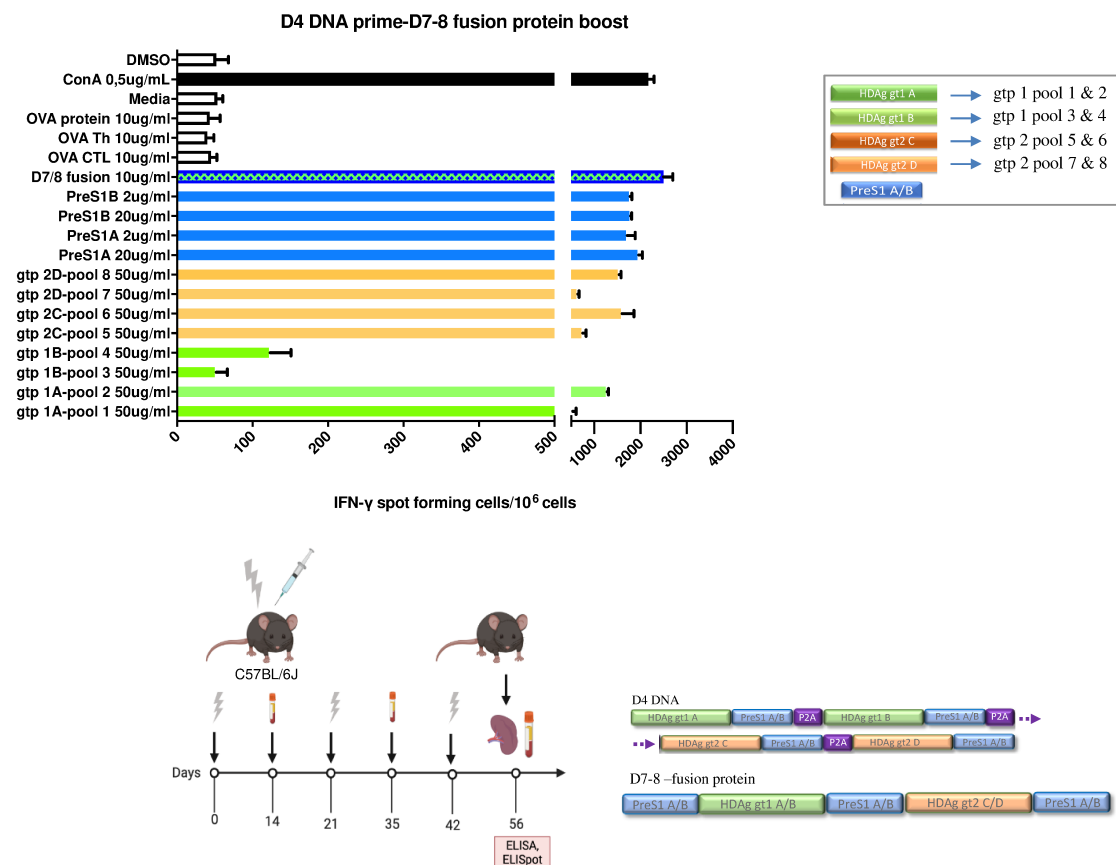 D4 DNA prime-D7-8 fusion protein boost
DMSO
ConA 0,5ug/mL
Media
OVA protein 10ug/ml
OVA Th 10ug/ml
OVA CTL 10ug/ml
D7/8 fusion 10ug/ml
PreS1B 2ug/ml
PreS1B 20ug/ml
PreS1A 2ug/ml
PreS1A 20ug/ml
gtp 2D-pool 8 50ug/ml
gtp 2D-pool 7 50ug/ml
gtp 2C-pool 6 50ug/ml
gtp 2C-pool 5 50ug/ml
gtp 1B-pool 4 50ug/ml
gtp 1B-pool 3 50ug/ml
gtp 1A-pool 2 50ug/ml
gtp 1A-pool 1 50ug/ml
0 100 200 300 400 500 1000 2000 3000 4000
IFN-γ spot forming cells/10⁶ cells
HDAg gt1 A gtp 1 pool 1 & 2
HDAg gt1 B gtp 1 pool 3 & 4
HDAg gt2 C gtp 2 pool 5 & 6
HDAg gt2 D gtp 2 pool 7 & 8
PreS1 A/B
C57BL/6J
Days
0 14 21 35 42 56
ELISA,
ELISpot
D4 DNA
HDAg gt1 A PreS1 A/B P2A HDAg gt1 B PreS1 A/B P2A
HDAg gt2 C PreS1 A/B P2A HDAg gt2 D PreS1 A/B
D7-8 –fusion protein
PreS1 A/B HDAg gt1 A/B PreS1 A/B HDAg gt2 C/D PreS1 A/B